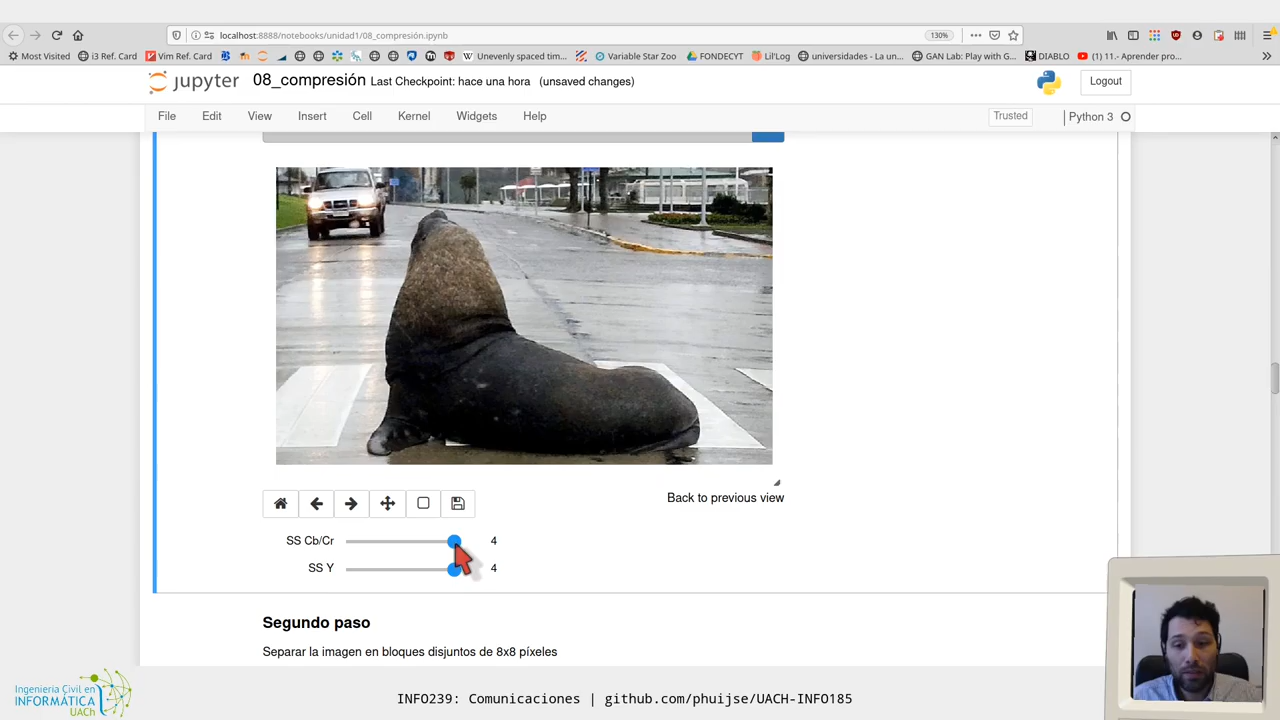 localhost:8888/notebooks/unidad1/08_compresión.ipynb
130%
Most Visited
i3 Ref. Card
Vim Ref. Card
Unevenly spaced tim...
Variable Star Zoo
FONDECYT
Lil'Log
universidades - La un...
GAN Lab: Play with G...
DIABLO
(1) 11.- Aprender pro...
jupyter 08_compresión Last Checkpoint: hace una hora (unsaved changes)
Logout
File Edit View Insert Cell Kernel Widgets Help
Trusted
Python 3
Back to previous view
SS Cb/Cr 4
SS Y 4
Segundo paso
Separar la imagen en bloques disjuntos de 8x8 píxeles
Ingeniería Civil en
INFORMÁTICA
UACh
INFO239: Comunicaciones | github.com/phuijse/UACH-INFO185